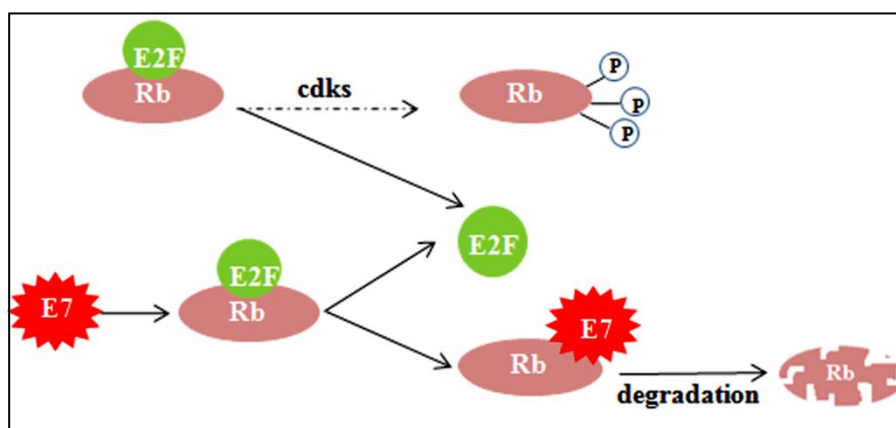 E2F
Rb
cdks
Rb
P
P
P
E2F
E7
E2F
Rb
Rb
E7
degradation
Rb